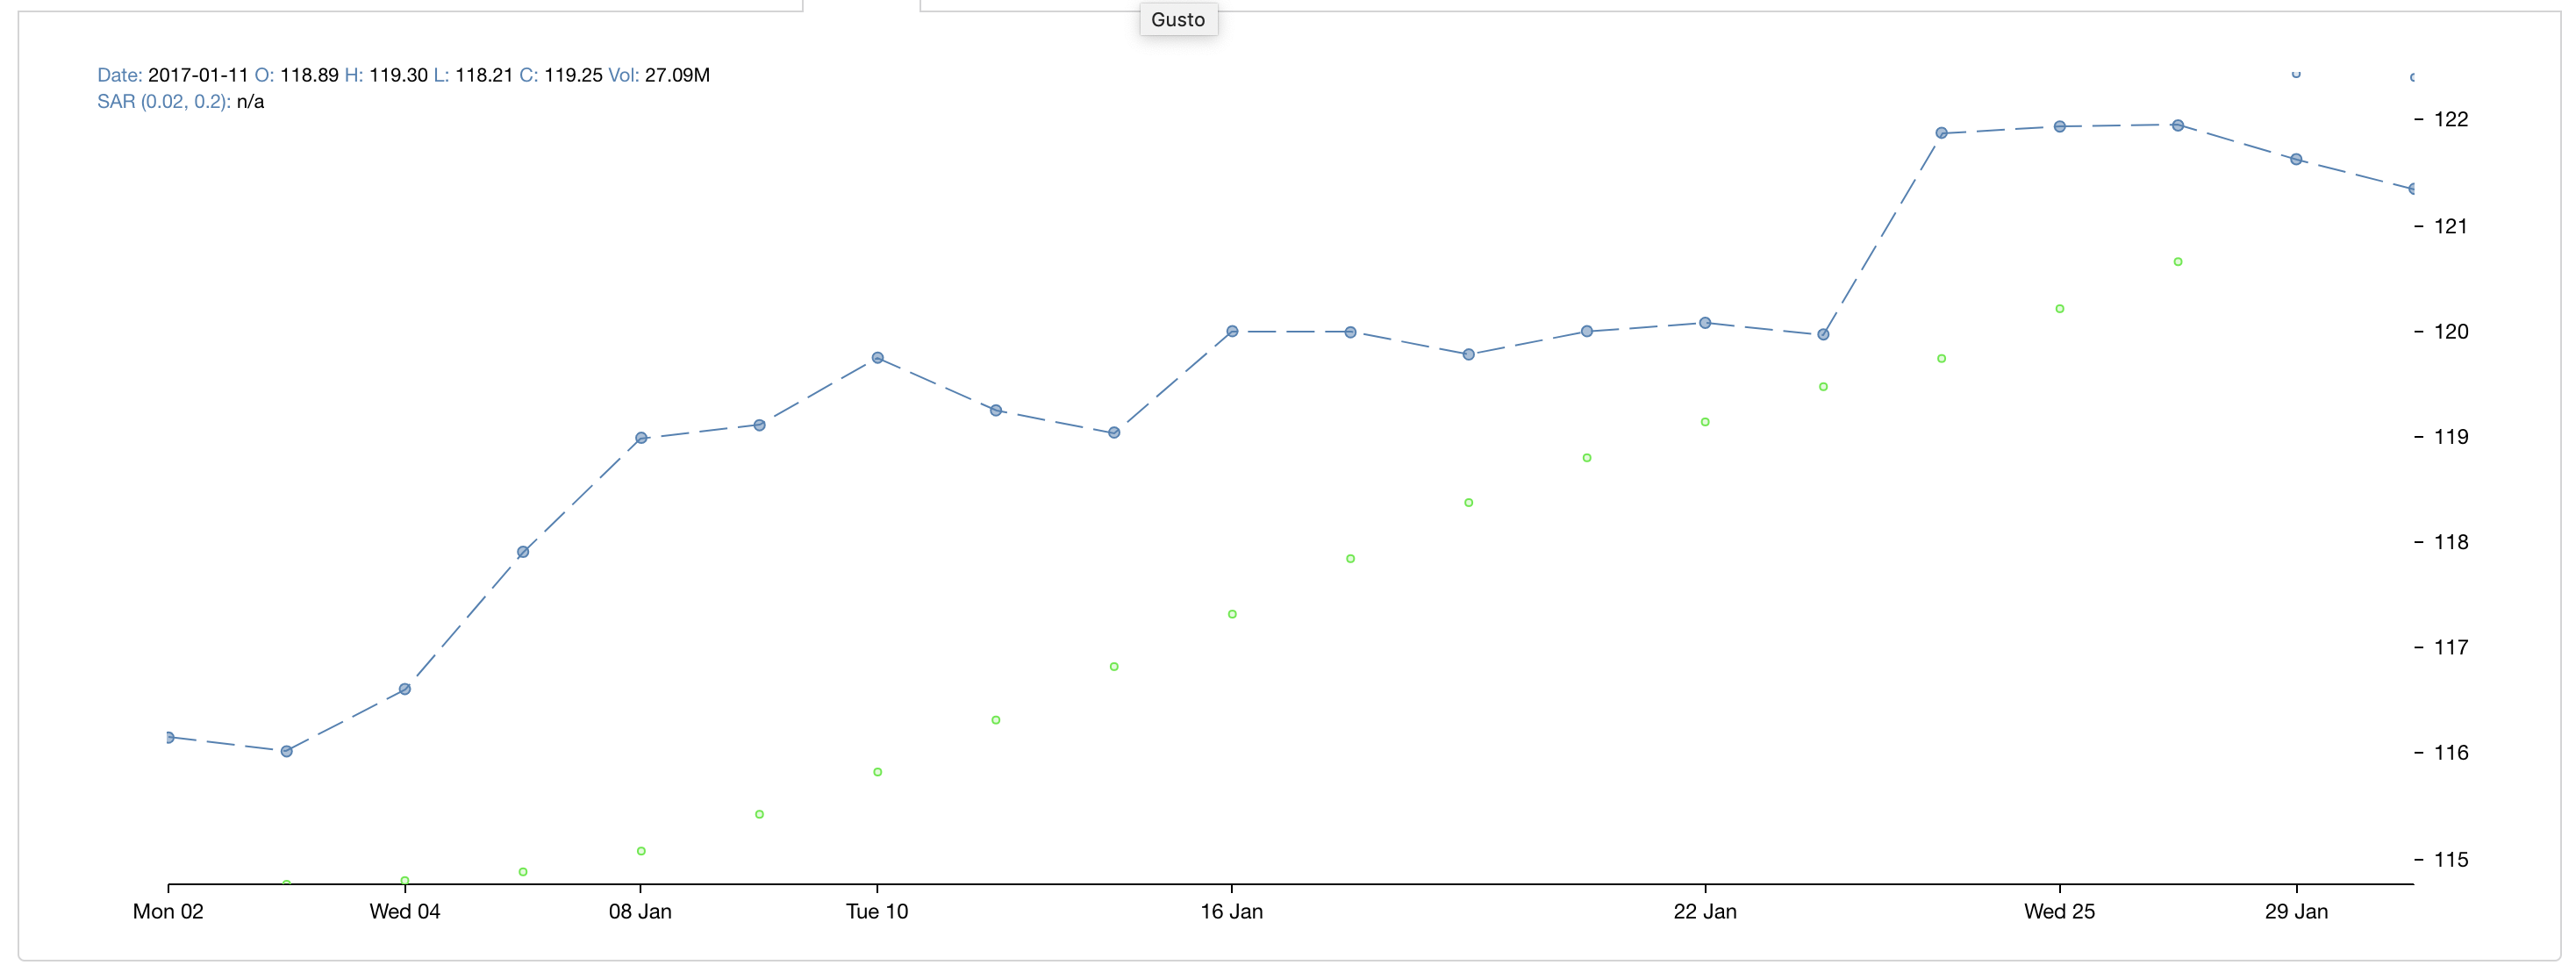 Gusto
Date: 2017-01-11 O: 118.89 H: 119.30 L: 118.21 C: 119.25 Vol: 27.09M
SAR (0.02, 0.2): n/a
122
121
120
119
118
117
116
115
Mon 02 Wed 04 08 Jan Tue 10 16 Jan 22 Jan Wed 25 29 Jan